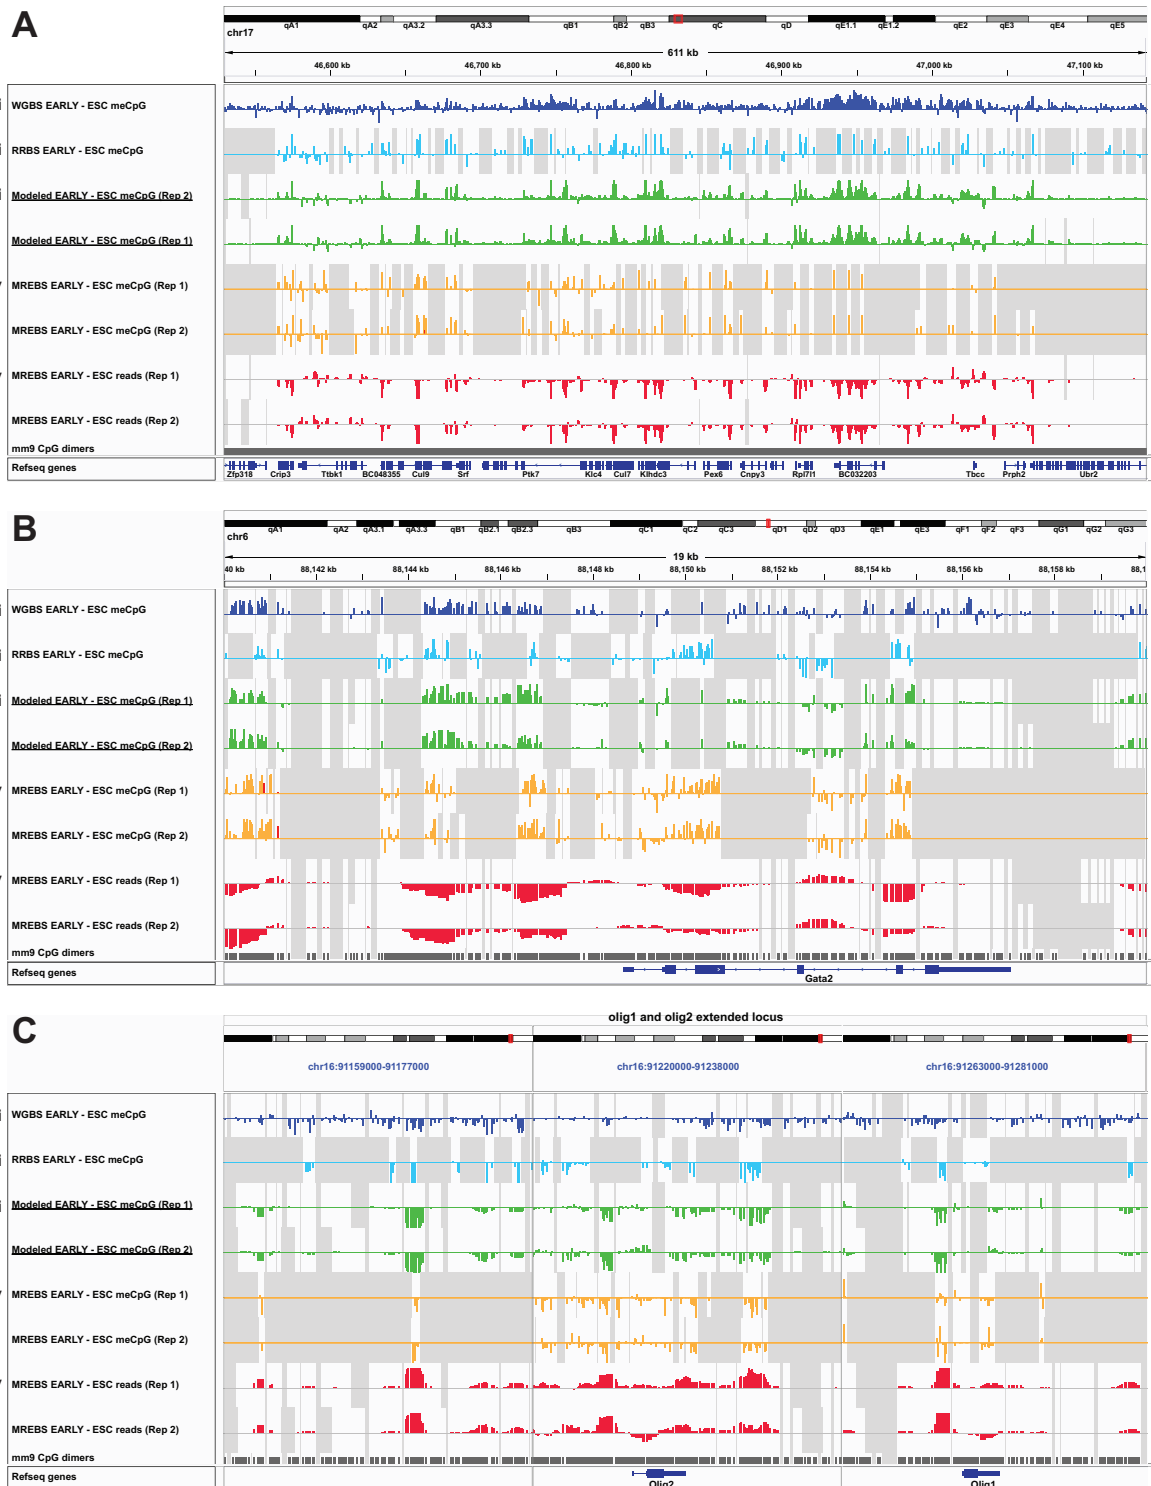 A
qA1 qA2 qA3.2 qA3.3 qB1 qB2 qB3 qC qD qE1.1 qE1.2 qE2 qE3 qE4 qE5
chr17
611 kb
46,600 kb 46,700 kb 46,800 kb 46,900 kb 47,000 kb 47,100 kb
WGBS EARLY - ESC meCpG
RRBS EARLY - ESC meCpG
Modeled EARLY - ESC meCpG (Rep 2)
Modeled EARLY - ESC meCpG (Rep 1)
MREBS EARLY - ESC meCpG (Rep 1)
MREBS EARLY - ESC meCpG (Rep 2)
MREBS EARLY - ESC reads (Rep 1)
MREBS EARLY - ESC reads (Rep 2)
mm9 CpG dimers
Refseq genes
Zfp318 Crip3 Ttbk1 BC048355 Cul9 Srf Ptk7 Klc4 Cul7 Klhdc3 Pex6 Cnpy3 Rpl7l1 BC032203 Tbcc Prph2 Ubr2
B
qA1 qA2 qA3.1 qA3.3 qB1 qB2.1 qB2.3 qB3 qC1 qC2 qC3 qD1 qD2 qD3 qE1 qE3 qF1 qF2 qF3 qG1 qG2 qG3
chr6
19 kb
40 kb 88,142 kb 88,144 kb 88,146 kb 88,148 kb 88,150 kb 88,152 kb 88,154 kb 88,156 kb 88,158 kb 88,1
WGBS EARLY - ESC meCpG
RRBS EARLY - ESC meCpG
Modeled EARLY - ESC meCpG (Rep 1)
Modeled EARLY - ESC meCpG (Rep 2)
MREBS EARLY - ESC meCpG (Rep 1)
MREBS EARLY - ESC meCpG (Rep 2)
MREBS EARLY - ESC reads (Rep 1)
MREBS EARLY - ESC reads (Rep 2)
mm9 CpG dimers
Refseq genes
Gata2
C
olig1 and olig2 extended locus
chr16:91159000-91177000 chr16:91220000-91238000 chr16:91263000-91281000
WGBS EARLY - ESC meCpG
RRBS EARLY - ESC meCpG
Modeled EARLY - ESC meCpG (Rep 1)
Modeled EARLY - ESC meCpG (Rep 2)
MREBS EARLY - ESC meCpG (Rep 1)
MREBS EARLY - ESC meCpG (Rep 2)
MREBS EARLY - ESC reads (Rep 1)
MREBS EARLY - ESC reads (Rep 2)
mm9 CpG dimers
Refseq genes
Olig2 Olig1